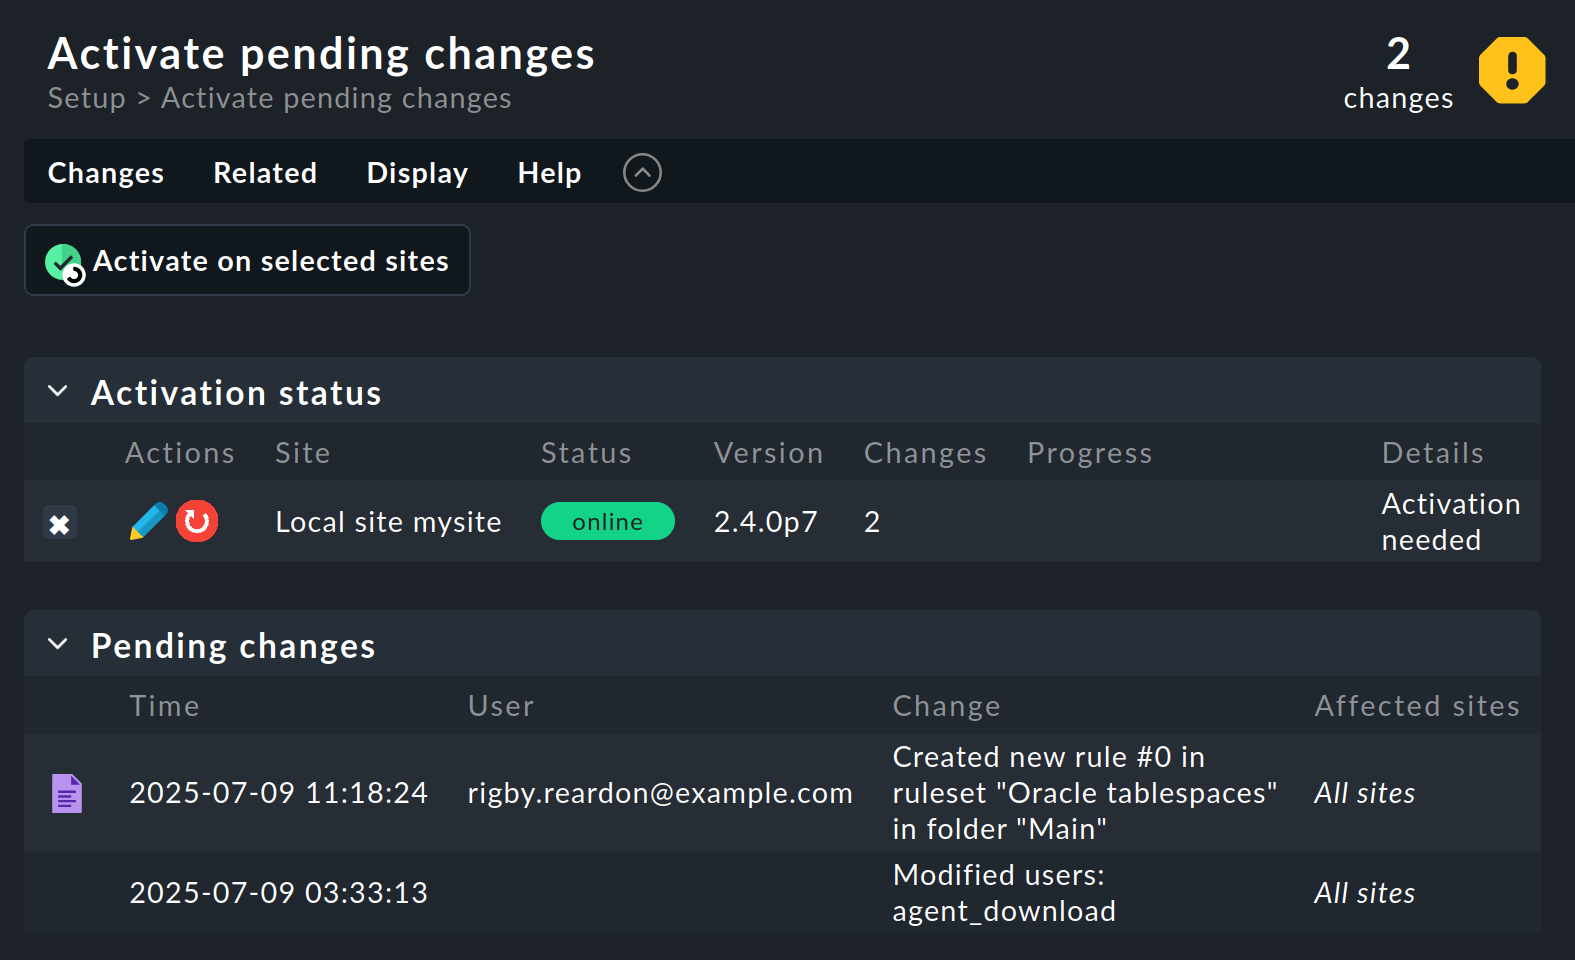 Activate pending changes
Setup > Activate pending changes
2
changes
Changes Related Display Help
Activate on selected sites
Activation status
Actions Site Status Version Changes Progress Details
Local site mysite online 2.4.0p7 2 Activation
needed
Pending changes
Time User Change Affected sites
2025-07-09 11:18:24 rigby.reardon@example.com Created new rule #0 in
ruleset "Oracle tablespaces" All sites
in folder "Main"
2025-07-09 03:33:13 Modified users: All sites
agent_download